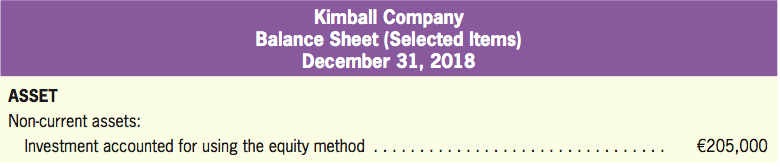 Kimball Company
Balance Sheet (Selected Items)
December 31, 2018
ASSET
Non-current assets:
Investment accounted for using the equity method . . . . . . . . . . . . . . . . . . . . . . . . . . . . . . . . €205,000